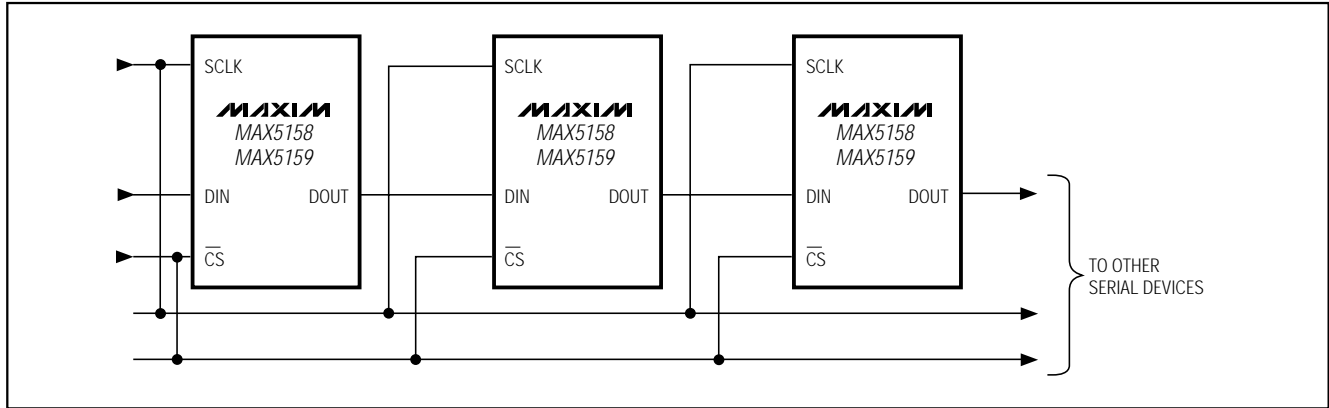 SCLK
MAXIM
MAX5158
MAX5159
DIN DOUT
CS
SCLK
MAXIM
MAX5158
MAX5159
DIN DOUT
CS
SCLK
MAXIM
MAX5158
MAX5159
DIN DOUT
CS
TO OTHER
SERIAL DEVICES